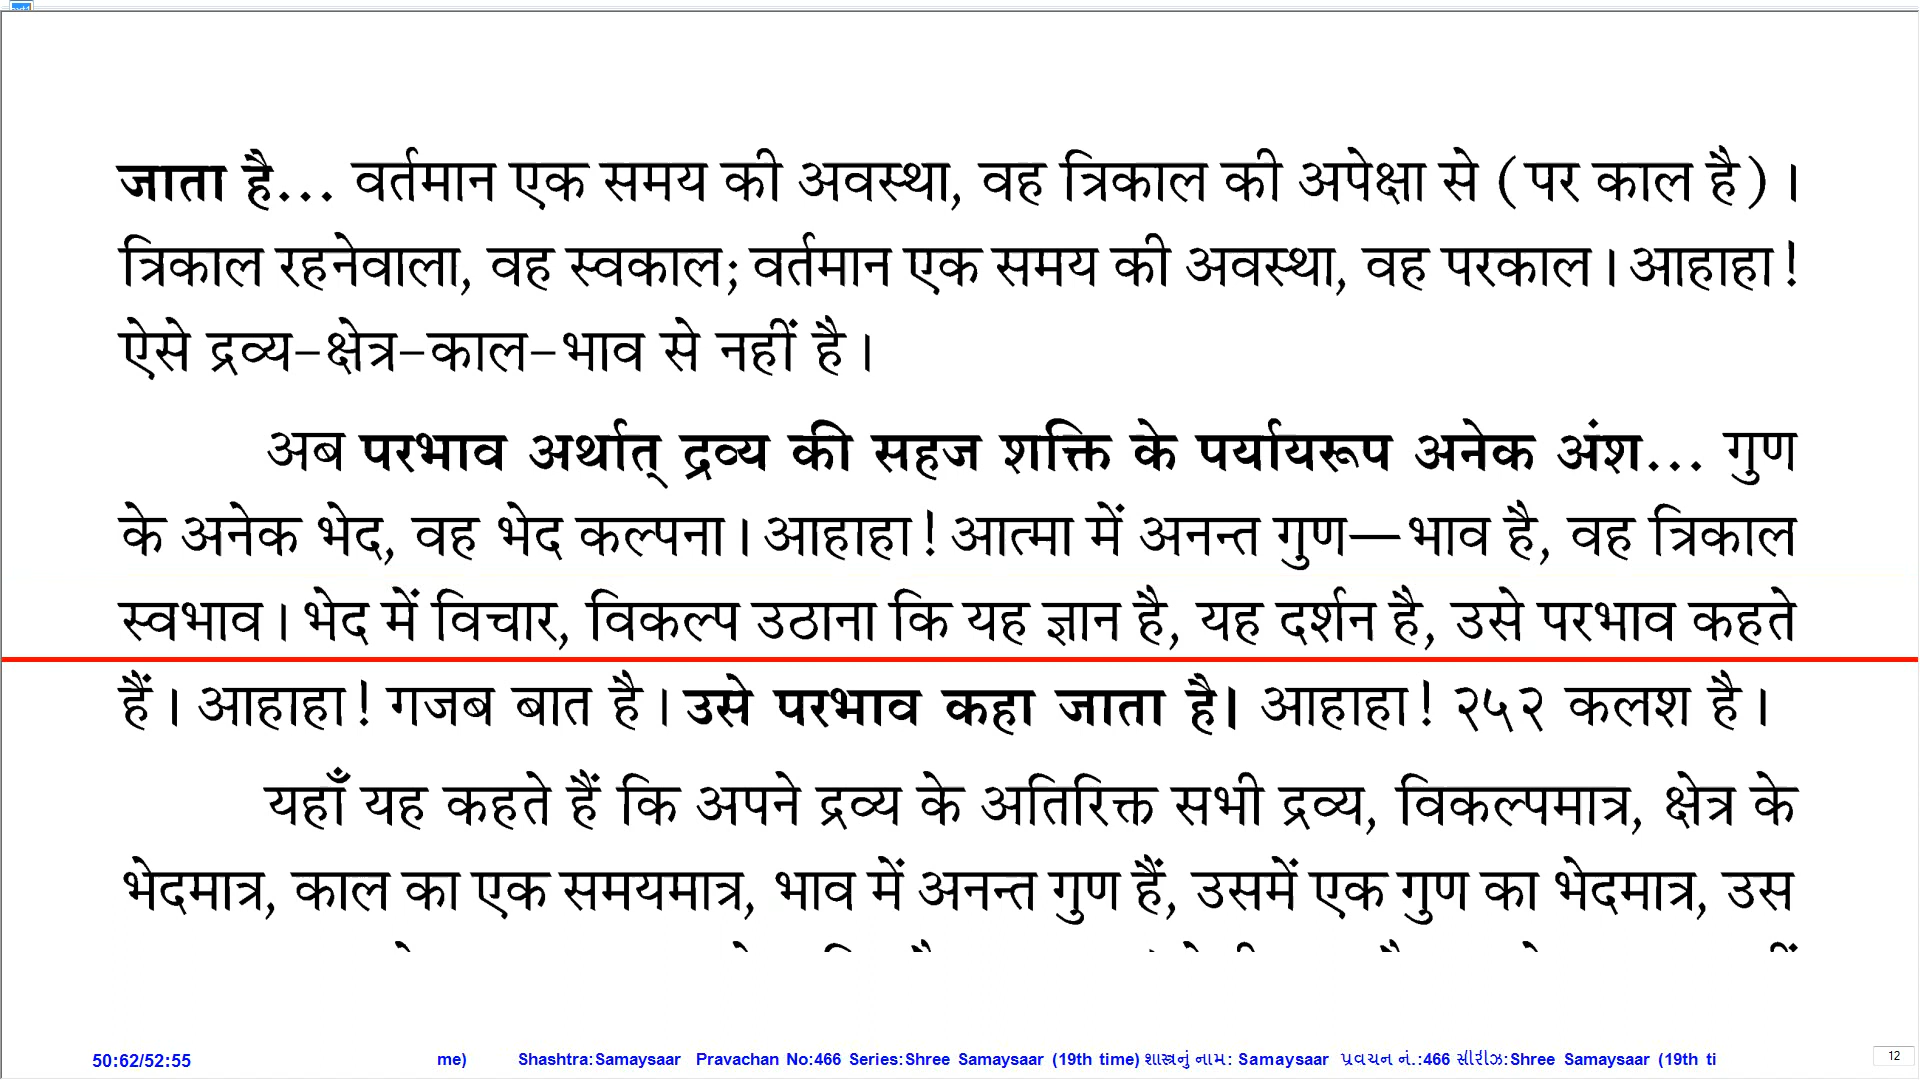 जाता है... वर्तमान एक समय की अवस्था, वह त्रिकाल की अपेक्षा से (पर काल है)।
त्रिकाल रहनेवाला, वह स्वकाल; वर्तमान एक समय की अवस्था, वह परकाल। आहाहा!
ऐसे द्रव्य-क्षेत्र-काल-भाव से नहीं है।
अब परभाव अर्थात् द्रव्य की सहज शक्ति के पर्यायरूप अनेक अंश... गुण
के अनेक भेद, वह भेद कल्पना। आहाहा! आत्मा में अनन्त गुण—भाव है, वह त्रिकाल
स्वभाव। भेद में विचार, विकल्प उठाना कि यह ज्ञान है, यह दर्शन है, उसे परभाव कहते
हैं। आहाहा! गजब बात है। उसे परभाव कहा जाता है। आहाहा! २५२ कलश है।
यहाँ यह कहते हैं कि अपने द्रव्य के अतिरिक्त सभी द्रव्य, विकल्पमात्र, क्षेत्र के
भेदमात्र, काल का एक समयमात्र, भाव में अनन्त गुण हैं, उसमें एक गुण का भेदमात्र, उस
50:62/52:55 me) Shashtra:Samaysaar Pravachan No:466 Series:Shree Samaysaar (19th time) શાસ્ત્રનું નામ: Samaysaar પ્રવચન નં.:466 સીરીઝ:Shree Samaysaar (19th ti 12